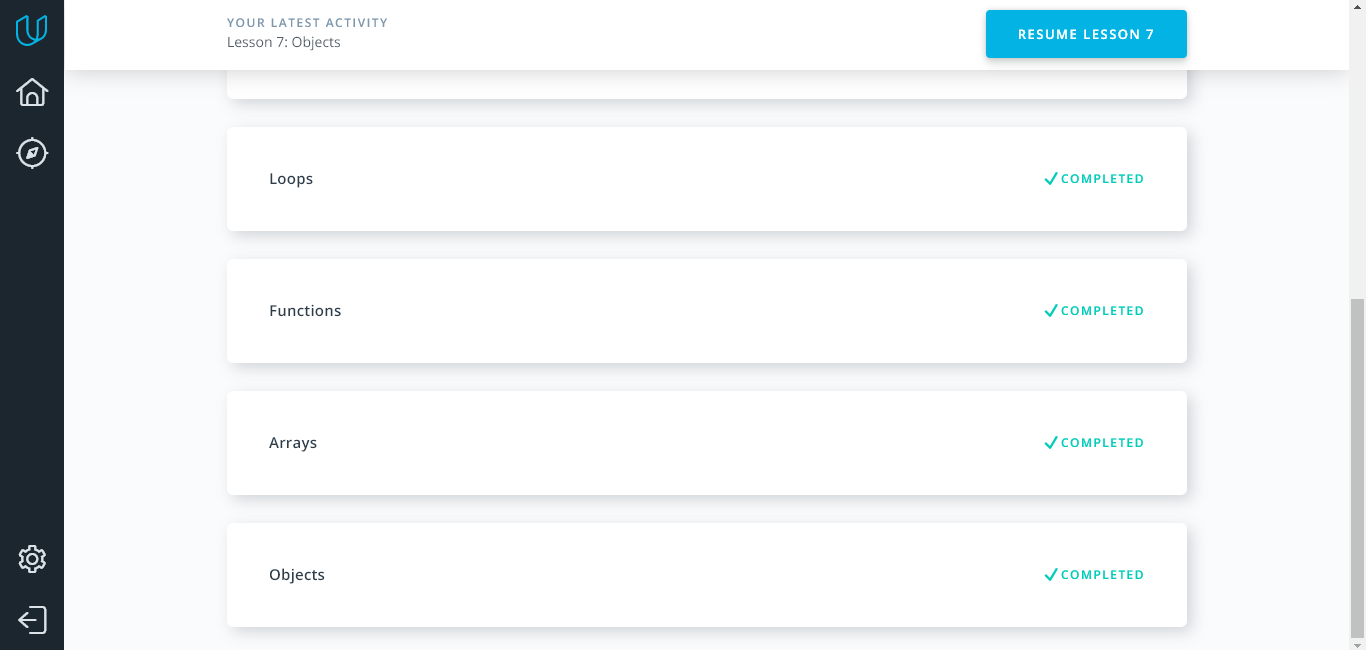 YOUR LATEST ACTIVITY
Lesson 7: Objects
RESUME LESSON 7
Loops
COMPLETED
Functions
COMPLETED
Arrays
COMPLETED
Objects
COMPLETED